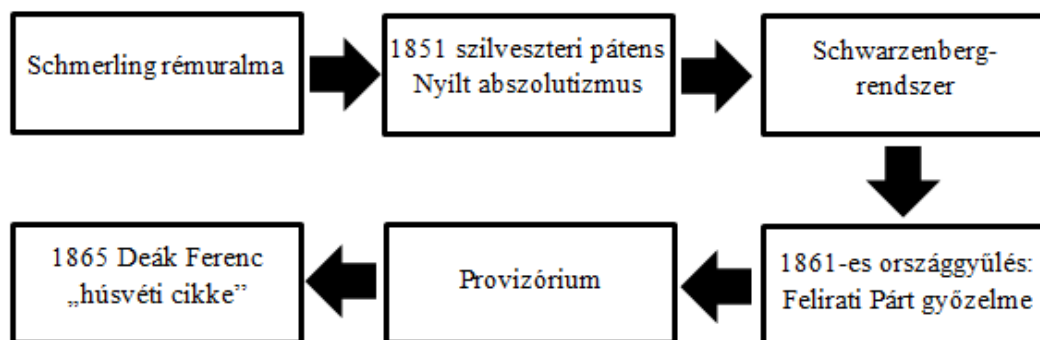 Schmerling rémuralma
1851 szilveszteri pátens
Nyílt abszolutizmus
Schwarzenberg-
rendszer
1861-es országgyűlés:
Felirati Párt győzelme
Provizórium
1865 Deák Ferenc
„húsvéti cikke”